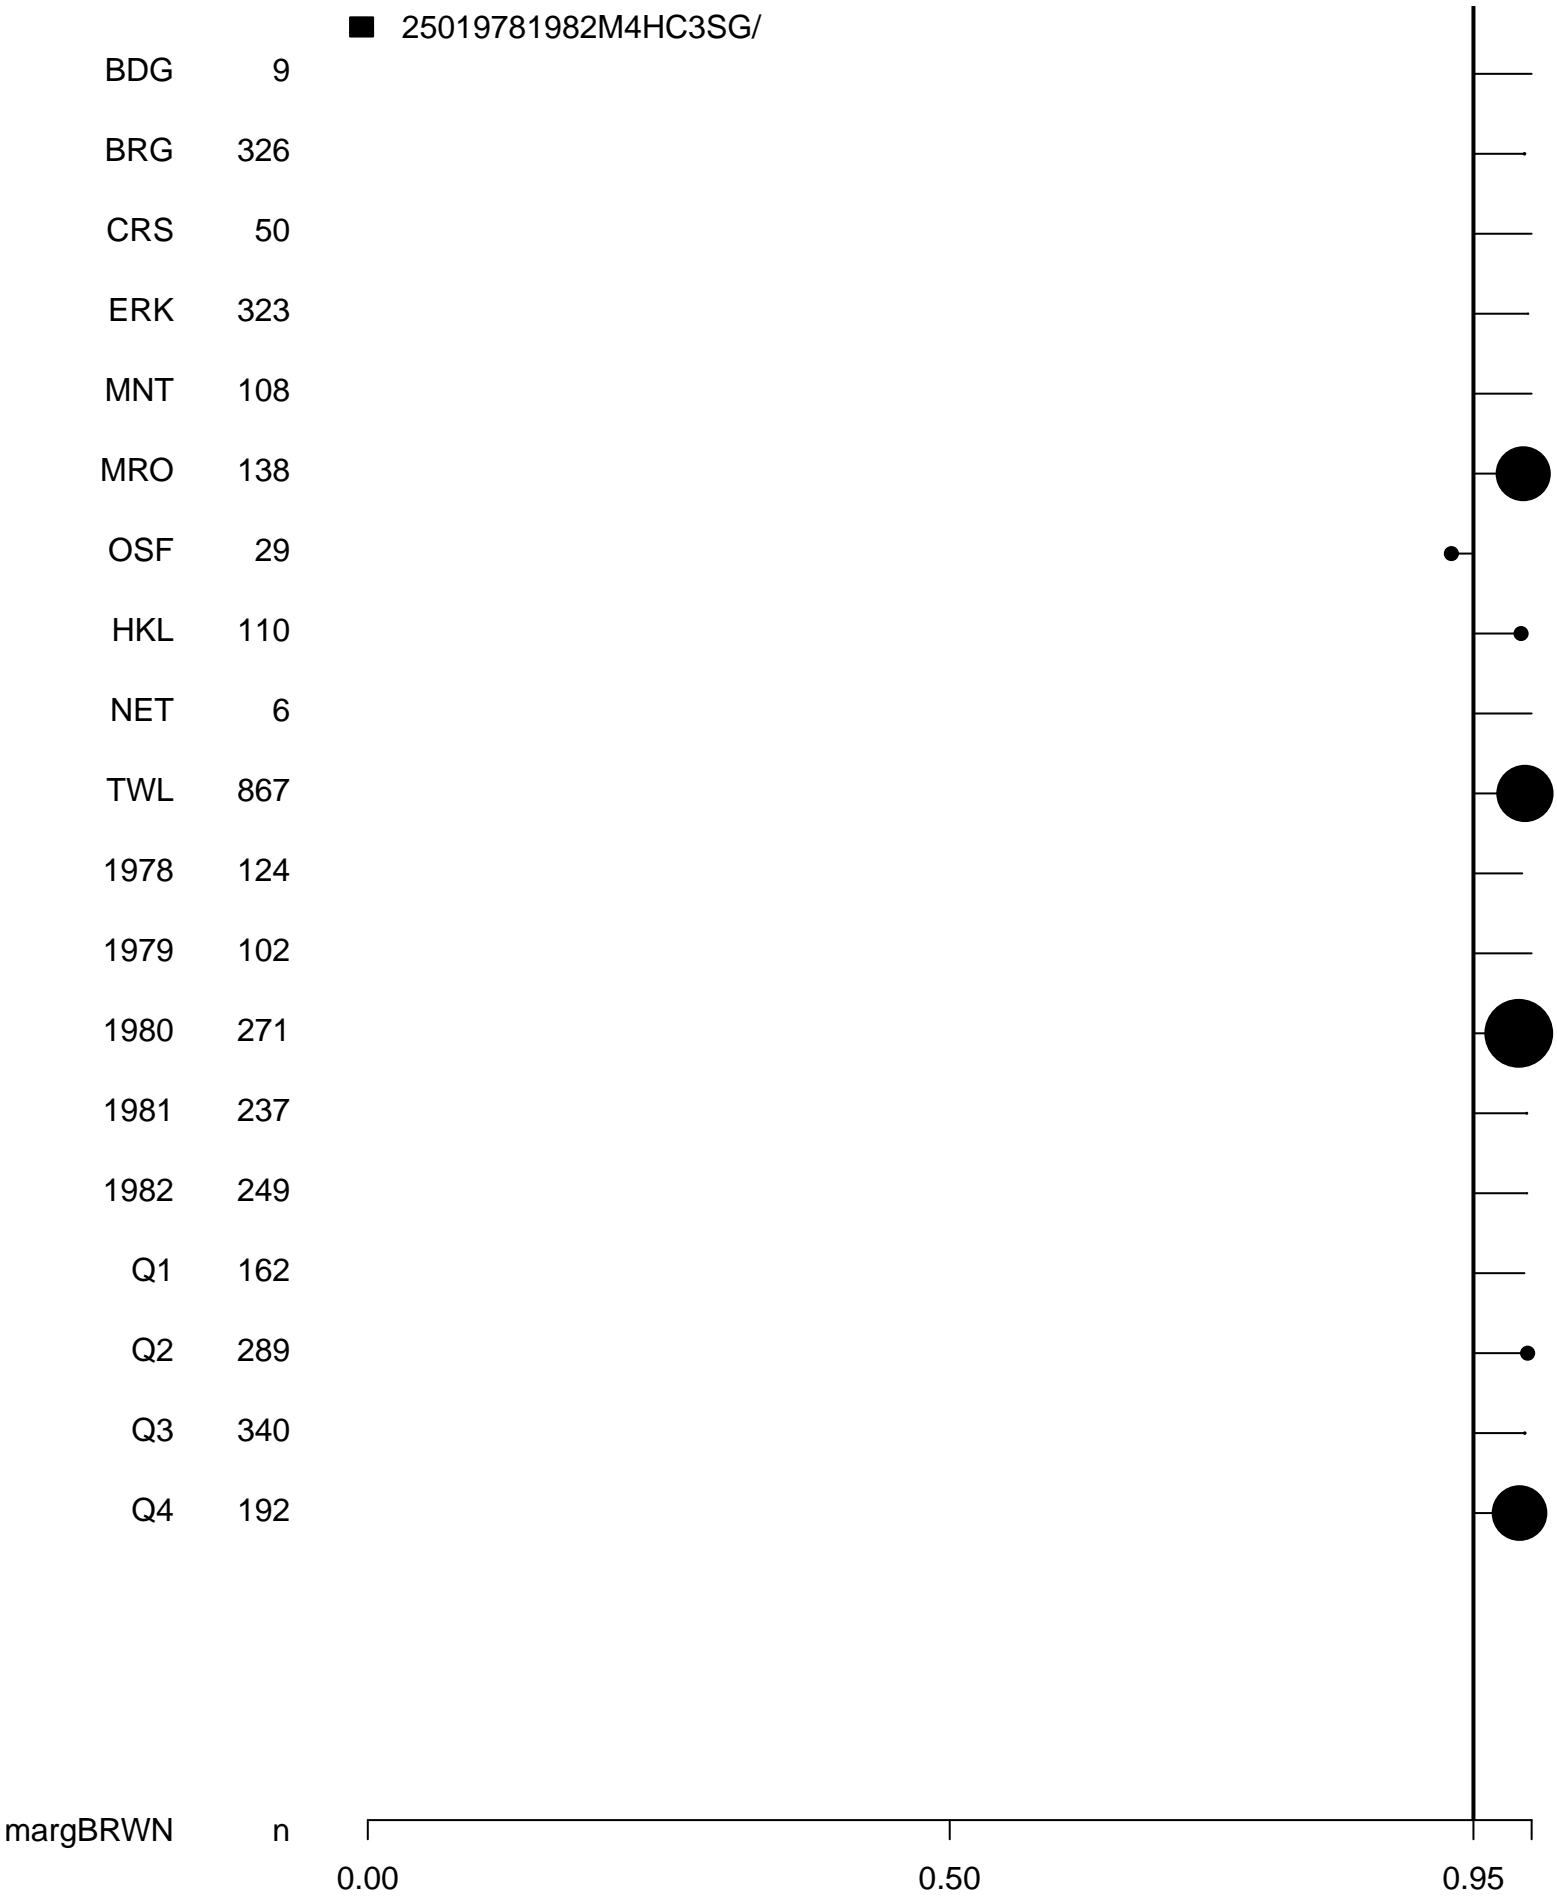 25019781982M4HC3SG/
BDG 9
BRG 326
CRS 50
ERK 323
MNT 108
MRO 138
OSF 29
HKL 110
NET 6
TWL 867
1978 124
1979 102
1980 271
1981 237
1982 249
Q1 162
Q2 289
Q3 340
Q4 192
margBRWN n
0.00 0.50 0.95